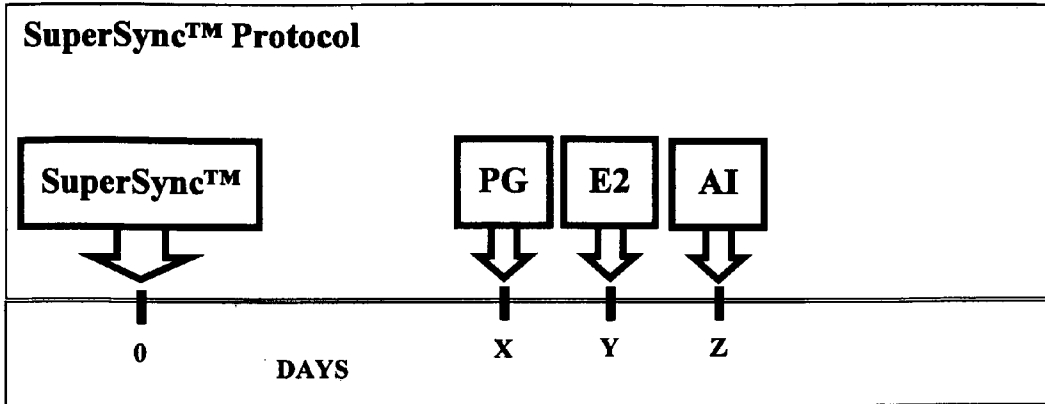 SuperSync™ Protocol
SuperSync™ PG E2 AI
0 X Y Z
DAYS